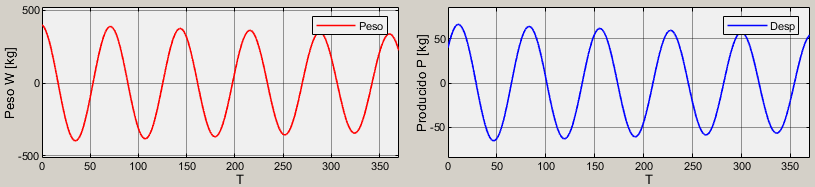 Peso W [kg]
500
0
-500
Peso
0 50 100 150 200 250 300 350
T
Producido P [kg]
50
0
-50
Desp
0 50 100 150 200 250 300 350
T